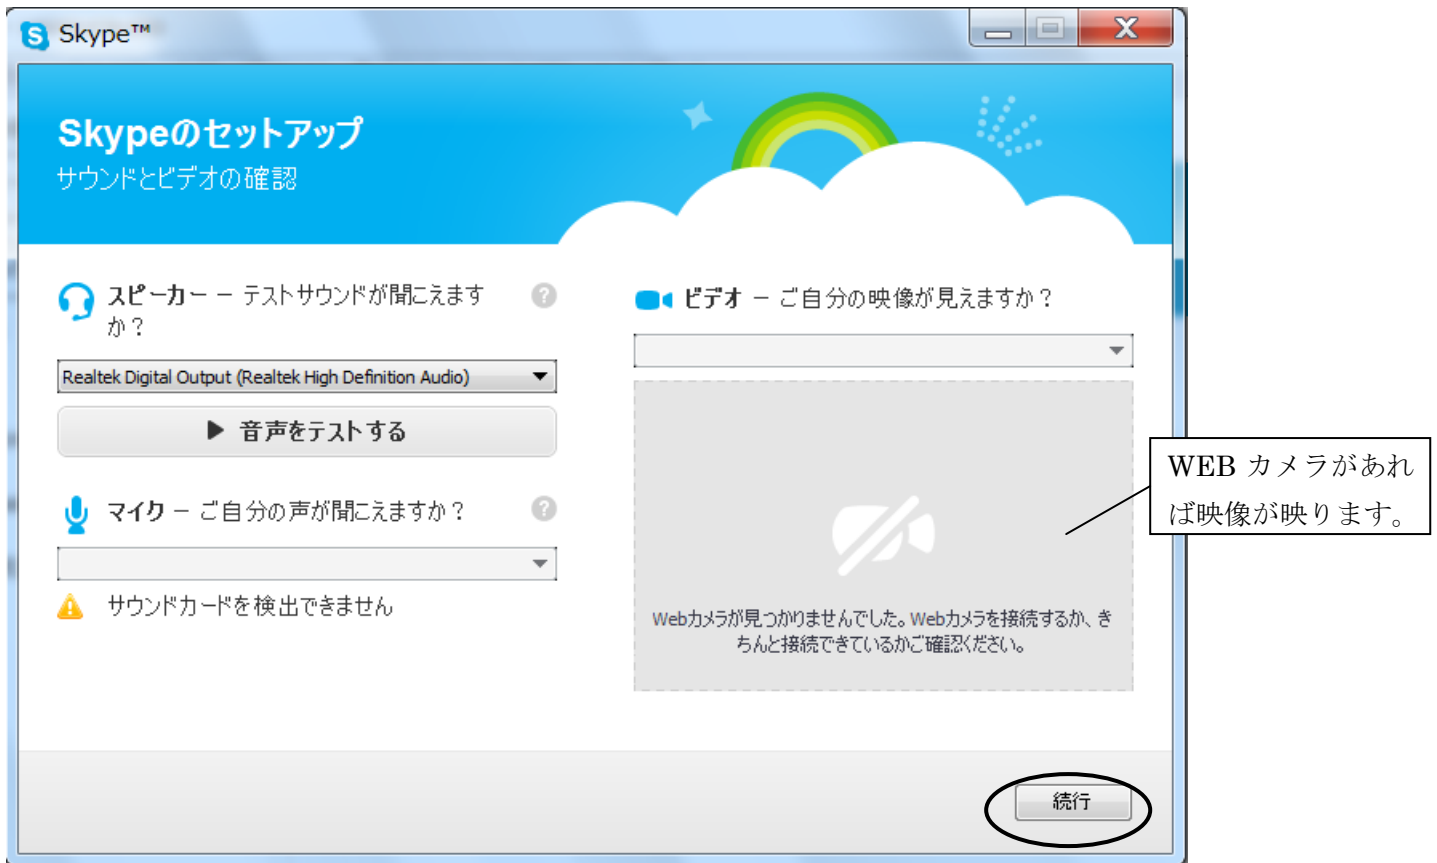 Skype™
Skypeのセットアップ
サウンドとビデオの確認
スピーカー － テストサウンドが聞こえます
か？
Realtek Digital Output (Realtek High Definition Audio)
音声をテストする
マイク － ご自分の声が聞こえますか？
サウンドカードを検出できません
ビデオ － ご自分の映像が見えますか？
Webカメラが見つかりませんでした。Webカメラを接続するか、き
ちんと接続できているかご確認ください。
WEB カメラがあれ
ば映像が映ります。
続行